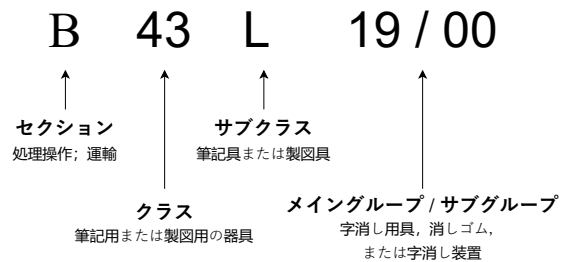 B 43 L 19 / 00
セクション
処理操作；運輸
サブクラス
筆記具または製図具
クラス
筆記用または製図用の器具
メイングループ / サブグループ
字消し用具，消しゴム，
または字消し装置